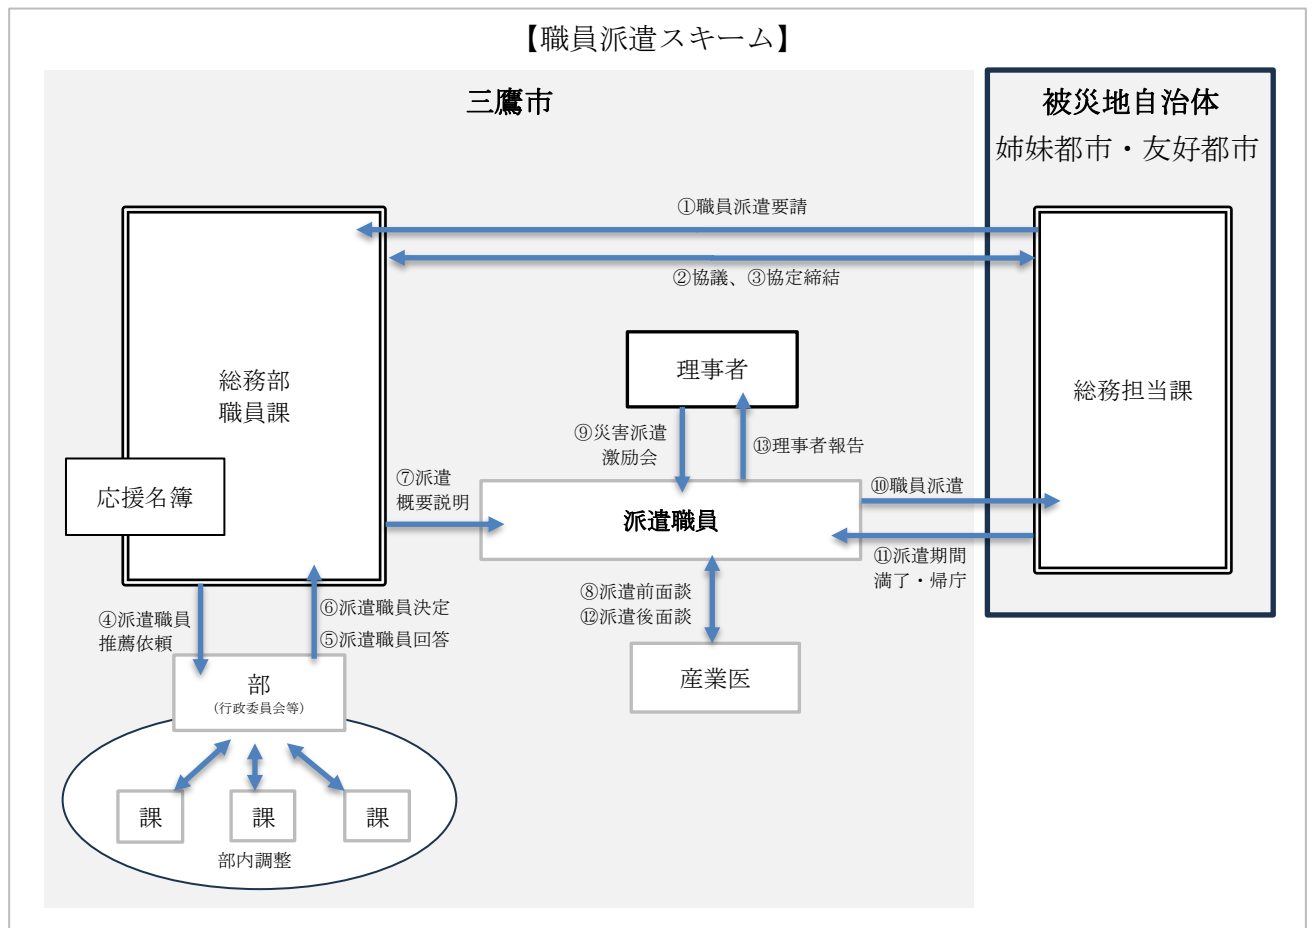 【職員派遣スキーム】
三鷹市
被災地自治体
姉妹都市・友好都市
①職員派遣要請
②協議、③協定締結
総務部
職員課
応援名簿
総務担当課
理事者
⑨災害派遣
激励会
⑬理事者報告
⑦派遣
概要説明
派遣職員
⑩職員派遣
⑪派遣期間
満了・帰庁
⑧派遣前面談
⑫派遣後面談
産業医
④派遣職員
推薦依頼
⑥派遣職員決定
⑤派遣職員回答
部
(行政委員会等)
課
課
課
部内調整